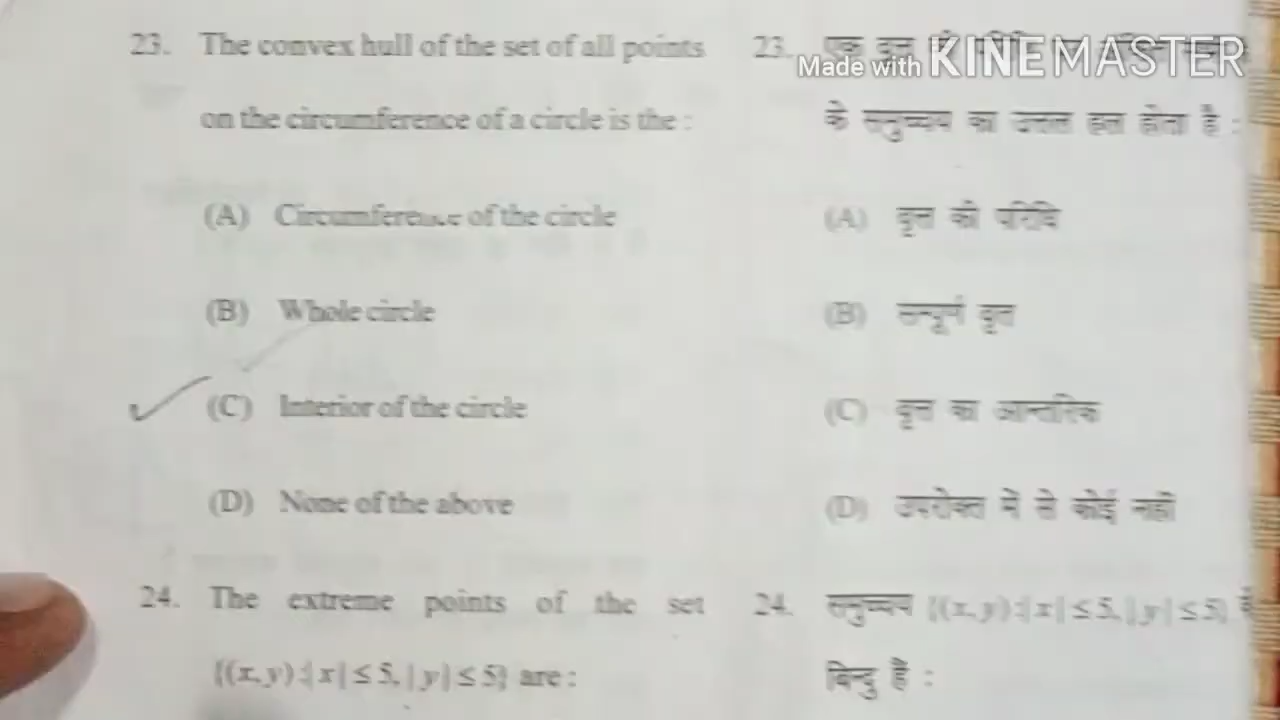 23. The convex hull of the set of all points
on the circumference of a circle is the :
(A) Circumference of the circle
(B) Whole circle
(C) Interior of the circle
(D) None of the above
24. The extreme points of the set
{(x, y) :| x | ≤ 5, | y | ≤ 5} are :
23. एक वृत्त
Made with KINEMASTER
के समुच्चय का उत्तल हल होता है :
(A) वृत्त की परिधि
(B) सम्पूर्ण वृत्त
(C) वृत्त का आन्तरिक
(D) उपरोक्त में से कोई नहीं
24. समुच्चय {(x, y) :| x | ≤ 5, | y | ≤ 5}
बिन्दु हैं :